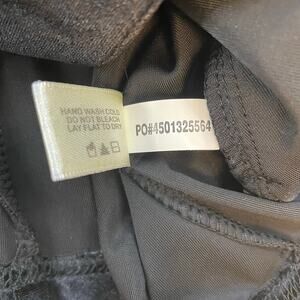 HAND WASH COLD
DO NOT BLEACH
LAY FLAT TO DRY
PO#4501325564